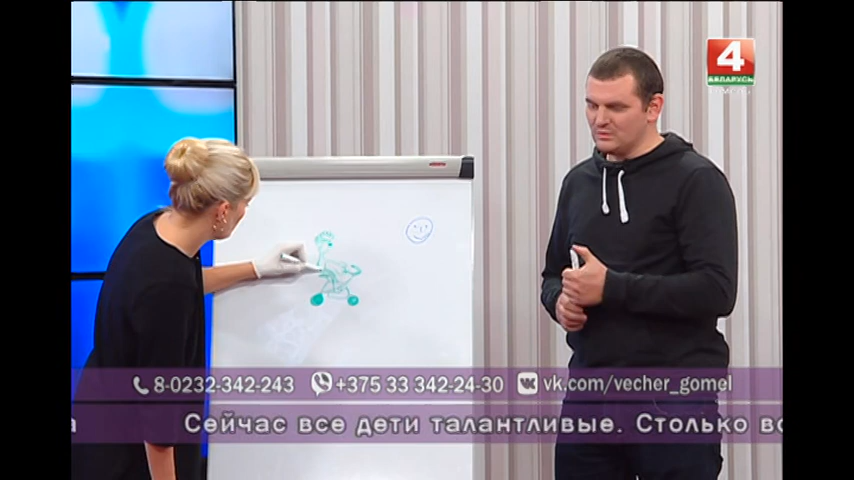 4
БЕЛАРУСЬ
8-0232-342-243 +375 33 342-24-30 vk.com/vecher_gomel
а Сейчас все дети талантливые. Столько вс